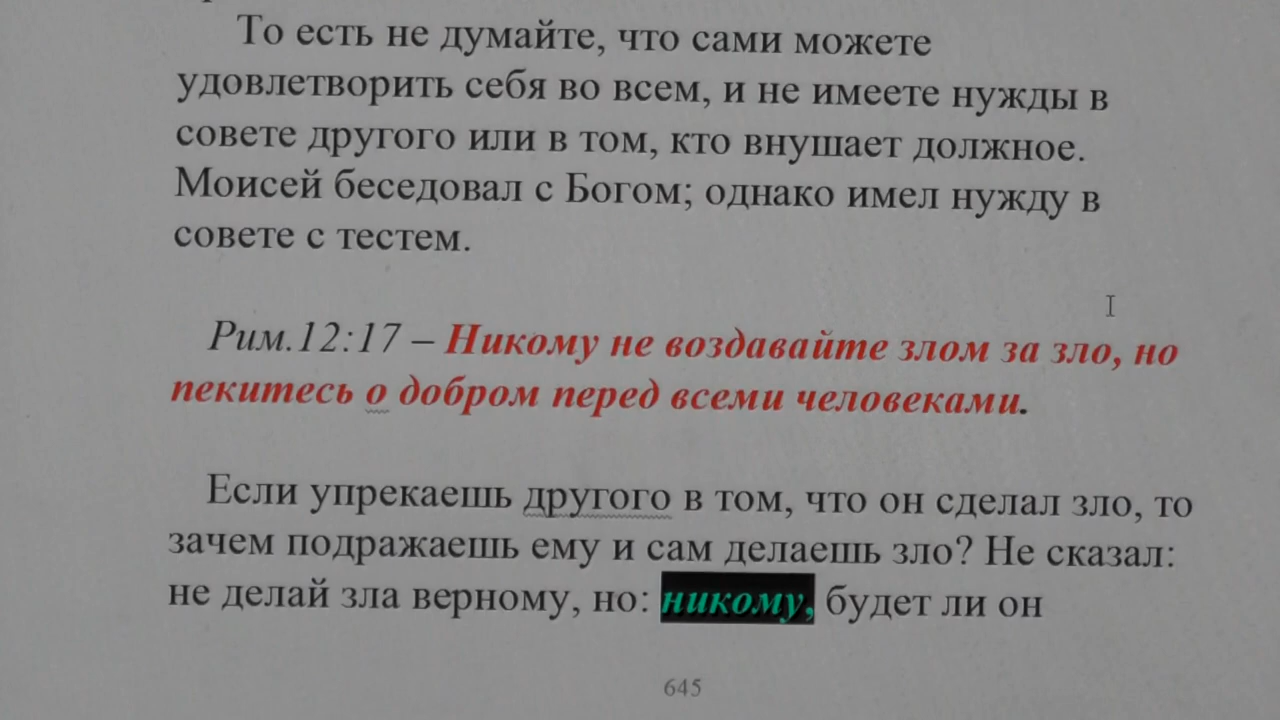 То есть не думайте, что сами можете
удовлетворить себя во всем, и не имеете нужды в
совете другого или в том, кто внушает должное.
Моисей беседовал с Богом; однако имел нужду в
совете с тестем.
Рим.12:17 – Никому не воздавайте злом за зло, но
пекитесь о добром перед всеми человеками.
Если упрекаешь другого в том, что он сделал зло, то
зачем подражаешь ему и сам делаешь зло? Не сказал:
не делай зла верному, но: никому, будет ли он
645